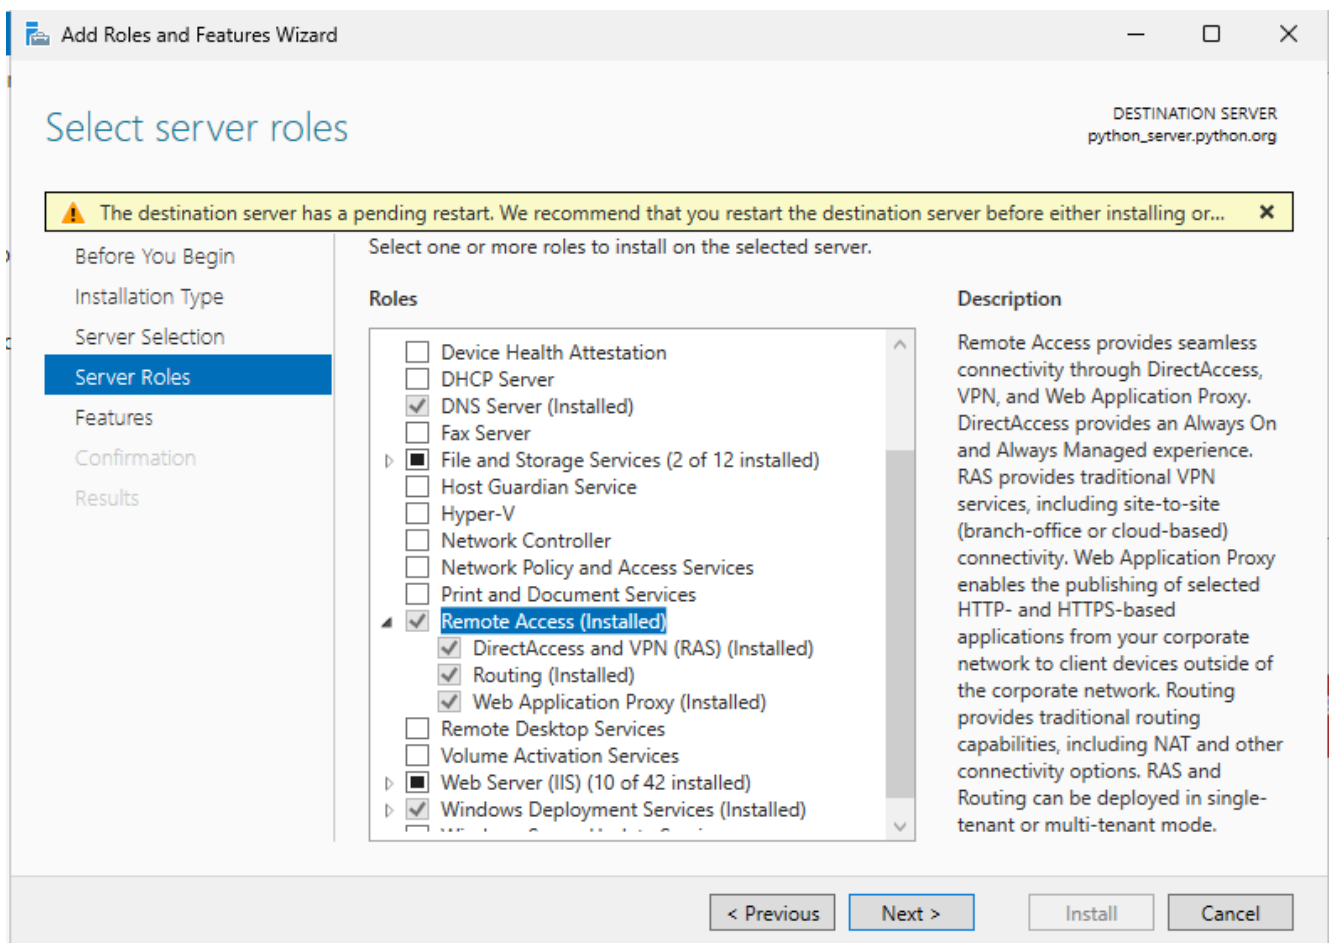 Add Roles and Features Wizard
Select server roles
DESTINATION SERVER
python_server.python.org
The destination server has a pending restart. We recommend that you restart the destination server before either installing or...
Before You Begin
Installation Type
Server Selection
Server Roles
Features
Confirmation
Results
Select one or more roles to install on the selected server.
Roles
Device Health Attestation
DHCP Server
DNS Server (Installed)
Fax Server
File and Storage Services (2 of 12 installed)
Host Guardian Service
Hyper-V
Network Controller
Network Policy and Access Services
Print and Document Services
Remote Access (Installed)
DirectAccess and VPN (RAS) (Installed)
Routing (Installed)
Web Application Proxy (Installed)
Remote Desktop Services
Volume Activation Services
Web Server (IIS) (10 of 42 installed)
Windows Deployment Services (Installed)
Description
Remote Access provides seamless
connectivity through DirectAccess,
VPN, and Web Application Proxy.
DirectAccess provides an Always On
and Always Managed experience.
RAS provides traditional VPN
services, including site-to-site
(branch-office or cloud-based)
connectivity. Web Application Proxy
enables the publishing of selected
HTTP- and HTTPS-based
applications from your corporate
network to client devices outside of
the corporate network. Routing
provides traditional routing
capabilities, including NAT and other
connectivity options. RAS and
Routing can be deployed in single-
tenant or multi-tenant mode.
< Previous
Next >
Install
Cancel